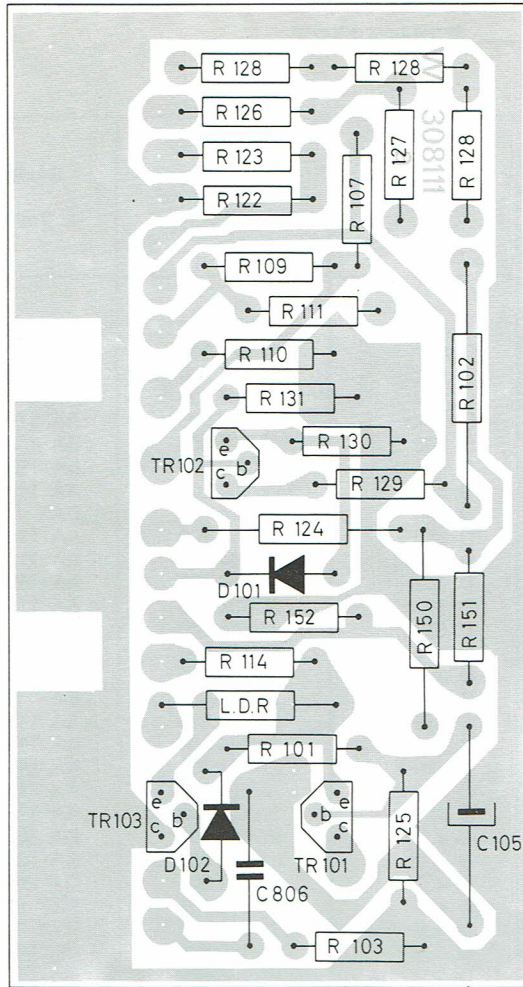 R 128
R 128
W
308111
R 126
R 127
R 128
R 123
R 107
R 122
R 109
R 111
R 110
R 102
R 131
R 130
e
b
c
TR102
R 129
R 124
D101
R 152
R 150
R 151
R 114
L.D.R
R 101
e
b
c
TR103
D102
C806
e
b
c
TR101
R 125
C105
R 103